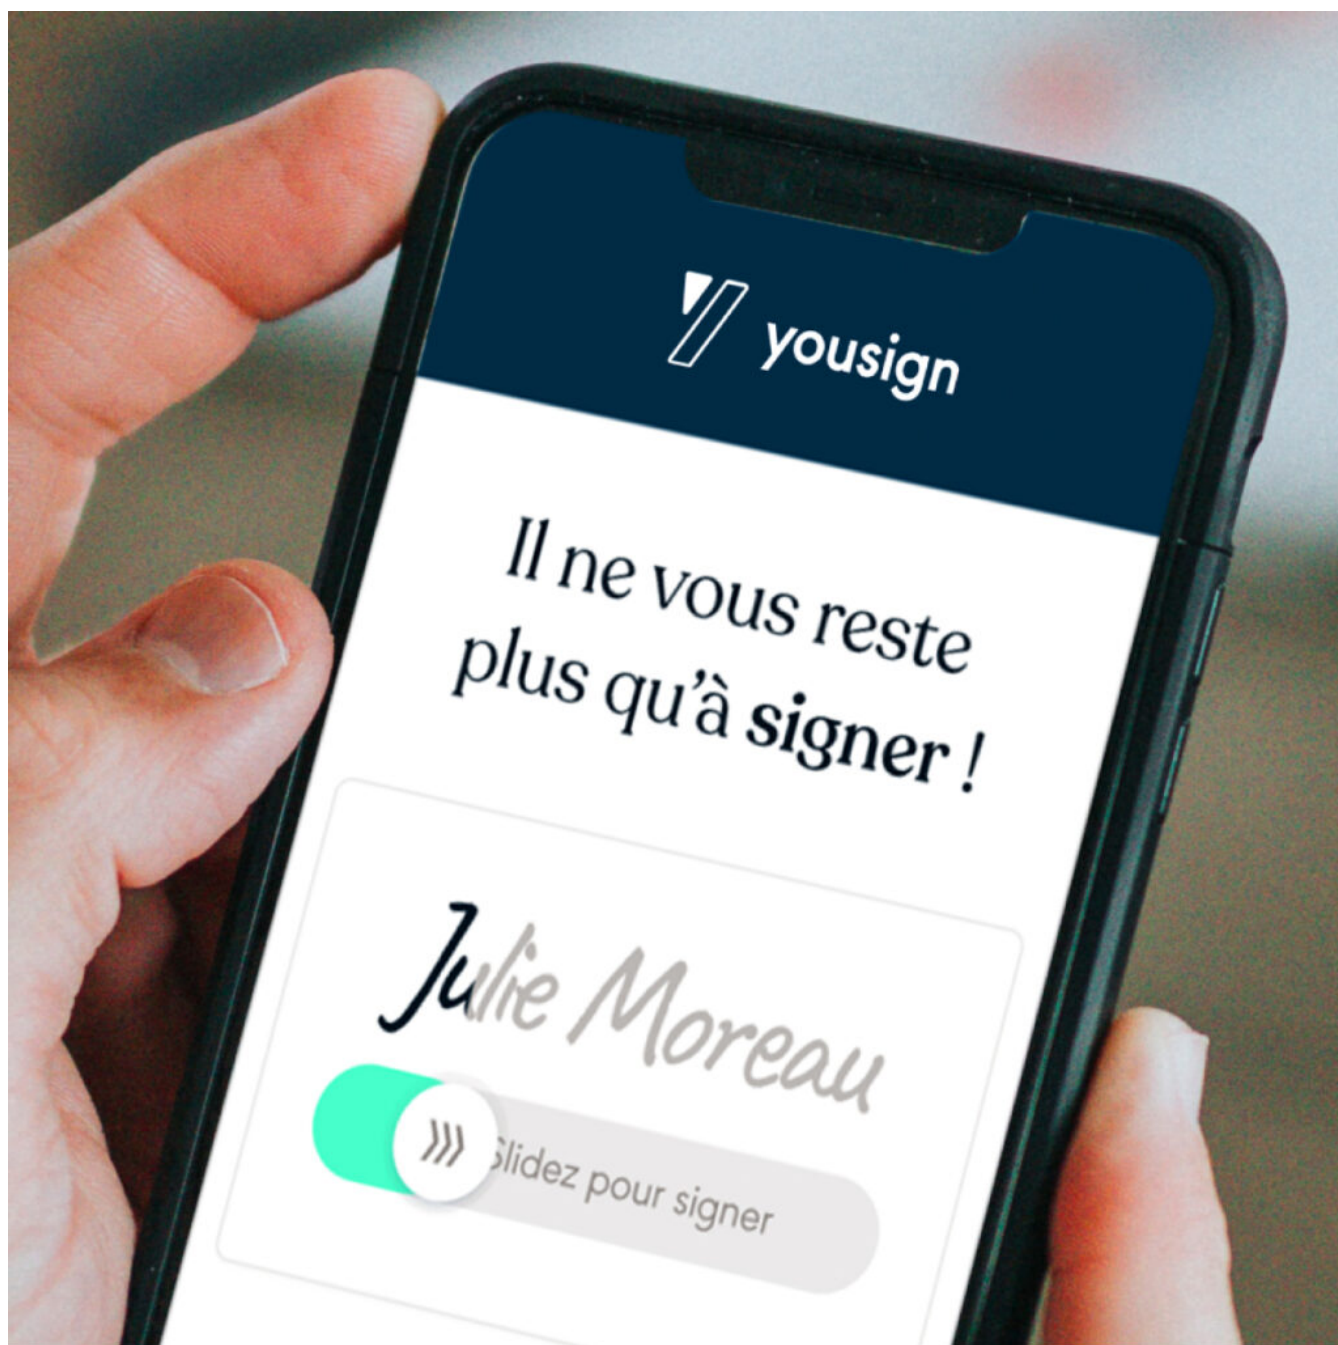 yousign
Il ne vous reste
plus qu’à signer !
Julie Moreau
Slidez pour signer